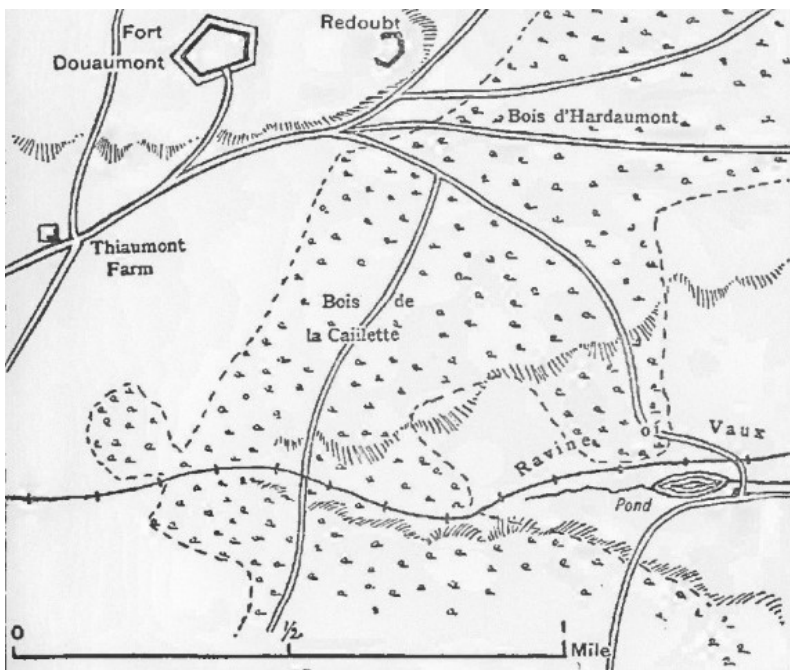 Fort
Douaumont
Redoubt
Bois d'Hardaumont
Thiaumont
Farm
Bois de
la Caillette
Ravine of Vaux
Pond
0 1/2 Mile